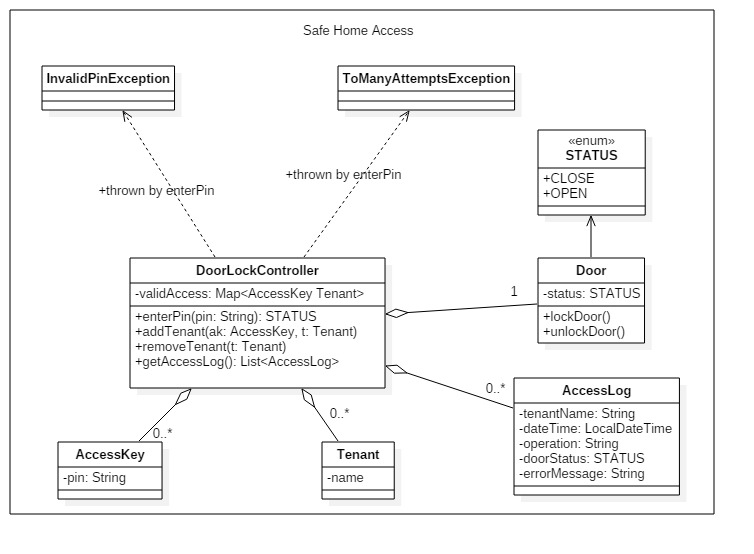 Safe Home Access
InvalidPinException
ToManyAttemptsException
«enum»
STATUS
+CLOSE
+OPEN
+thrown by enterPin
+thrown by enterPin
DoorLockController
-validAccess: Map<AccessKey Tenant>
+enterPin(pin: String): STATUS
+addTenant(ak: AccessKey, t: Tenant)
+removeTenant(t: Tenant)
+getAccessLog(): List<AccessLog>
1
Door
-status: STATUS
+lockDoor()
+unlockDoor()
0..*
AccessLog
-tenantName: String
-dateTime: LocalDateTime
-operation: String
-doorStatus: STATUS
-errorMessage: String
0..*
AccessKey
-pin: String
0..*
Tenant
-name